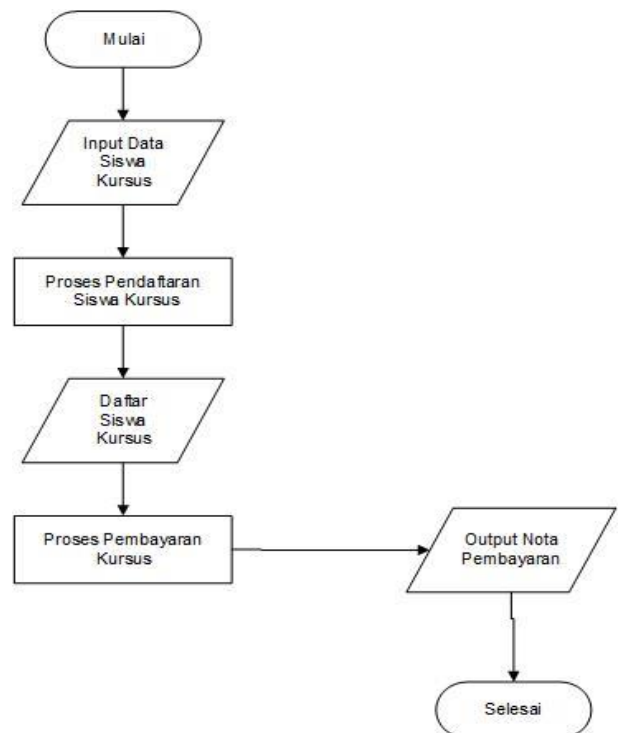 Mulai
Input Data
Siswa
Kursus
Proses Pendaftaran
Siswa Kursus
Daftar
Siswa
Kursus
Proses Pembayaran
Kursus
Output Nota
Pembayaran
Selesai